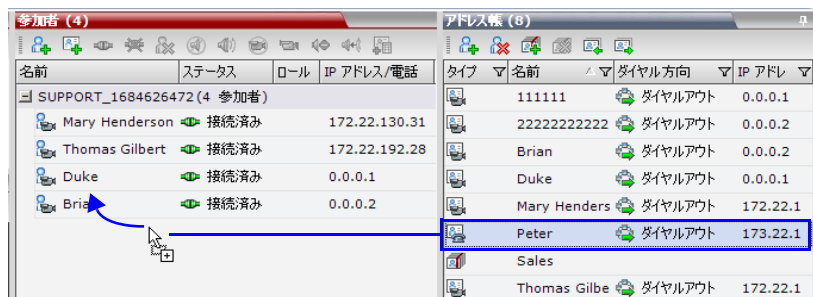 参加者 (4)
名前 ステータス ロール IP アドレス/電話
SUPPORT_1684626472(4 参加者)
Mary Henderson 接続済み 172.22.130.31
Thomas Gilbert 接続済み 172.22.192.28
Duke 接続済み 0.0.0.1
Bria 接続済み 0.0.0.2
アドレス帳 (8)
タイプ 名前 ダイヤル方向 IP アドレ
111111 ダイヤルアウト 0.0.0.1
22222222222 ダイヤルアウト 0.0.0.2
Brian ダイヤルアウト 0.0.0.2
Duke ダイヤルアウト 0.0.0.1
Mary Henders ダイヤルアウト 172.22.1
Peter ダイヤルアウト 173.22.1
Sales
Thomas Gilbe ダイヤルアウト 172.22.1